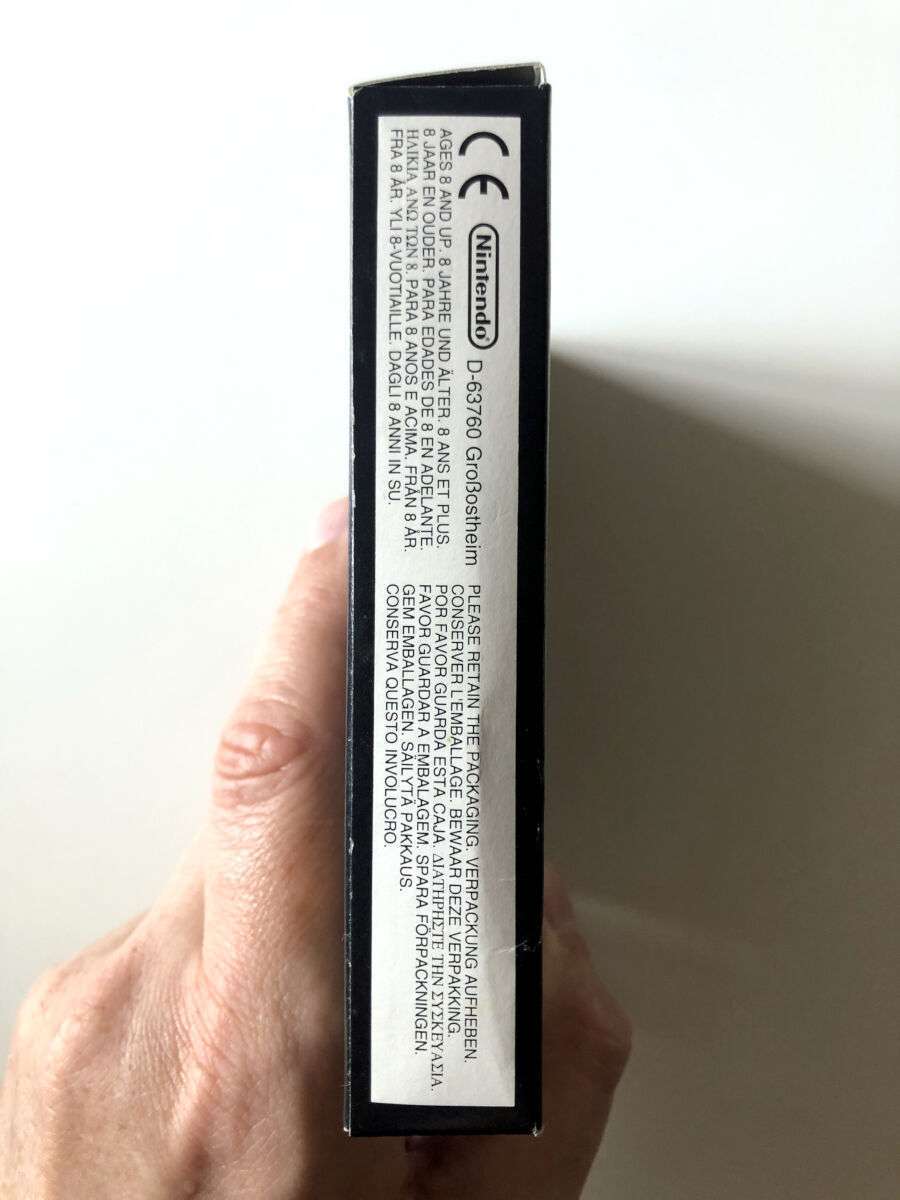 CE Nintendo® D-63760 Großostheim
AGES 8 AND UP. 8 JAHRE UND ÄLTER. 8 ANS ET PLUS.
8 JAAR EN OUDER. PARA EDADES DE 8 EN ADELANTE.
ΗΛΙΚΙΑ ΑΝΩ ΤΩΝ 8. PARA 8 ANOS E ACIMA. FRÅN 8 ÅR.
FRA 8 ÅR. YLI 8-VUOTIAILLE. DAGLI 8 ANNI IN SU.
PLEASE RETAIN THE PACKAGING. VERPACKUNG AUFHEBEN.
CONSERVER L'EMBALLAGE. BEWAAR DEZE VERPAKKING.
POR FAVOR GUARDA ESTA CAJA. ΔΙΑΤΗΡΗΣΤΕ ΤΗΝ ΣΥΣΚΕΥΑΣΙΑ.
FAVOR GUARDAR A EMBALAGEM. SPARA FÖRPACKNINGEN.
GEM EMBALLAGEN. SÄILYTÄ PAKKAUS.
CONSERVA QUESTO INVOLUCRO.